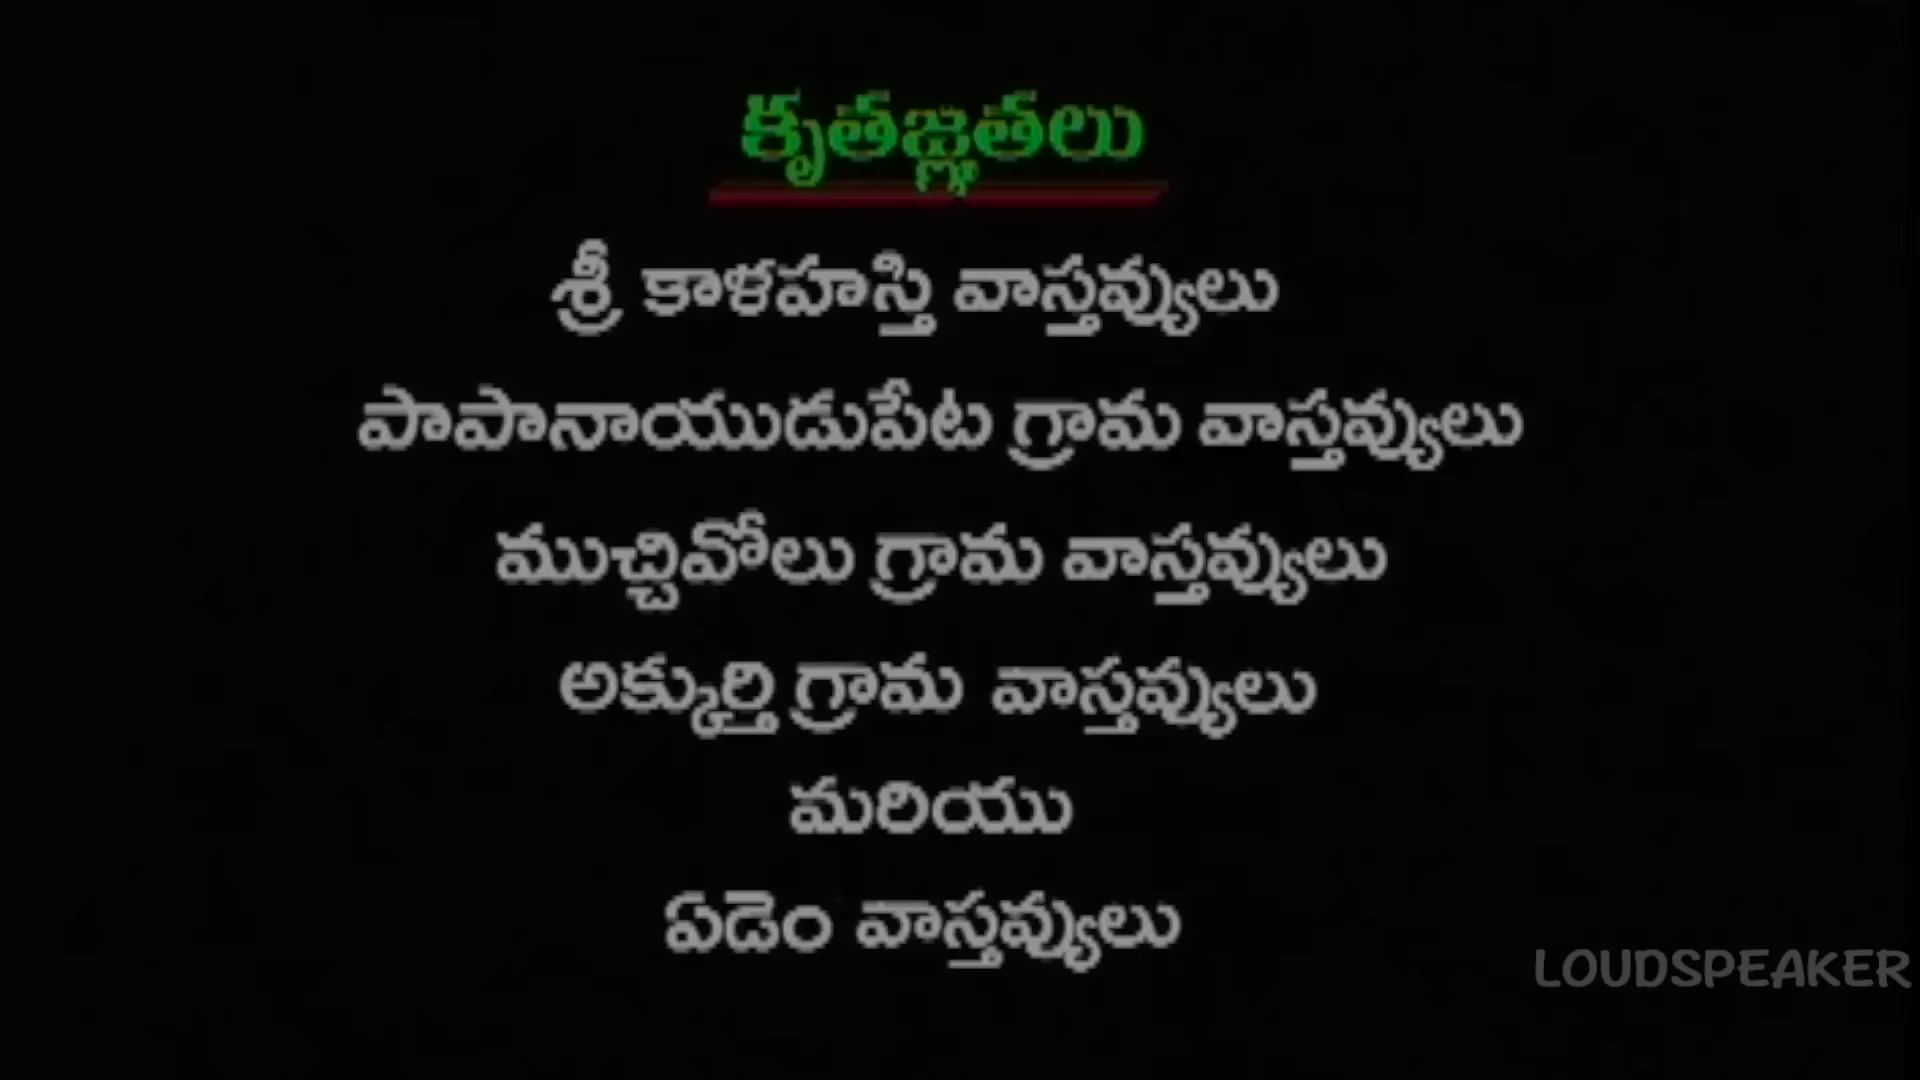 కృతజ్ఞతలు
శ్రీ కాళహస్తి వాస్తవ్యులు
పాపానాయుడుపేట గ్రామ వాస్తవ్యులు
ముచ్చివోలు గ్రామ వాస్తవ్యులు
అక్కుర్తి గ్రామ వాస్తవ్యులు
మరియు
ఏడెం వాస్తవ్యులు
LOUDSPEAKER